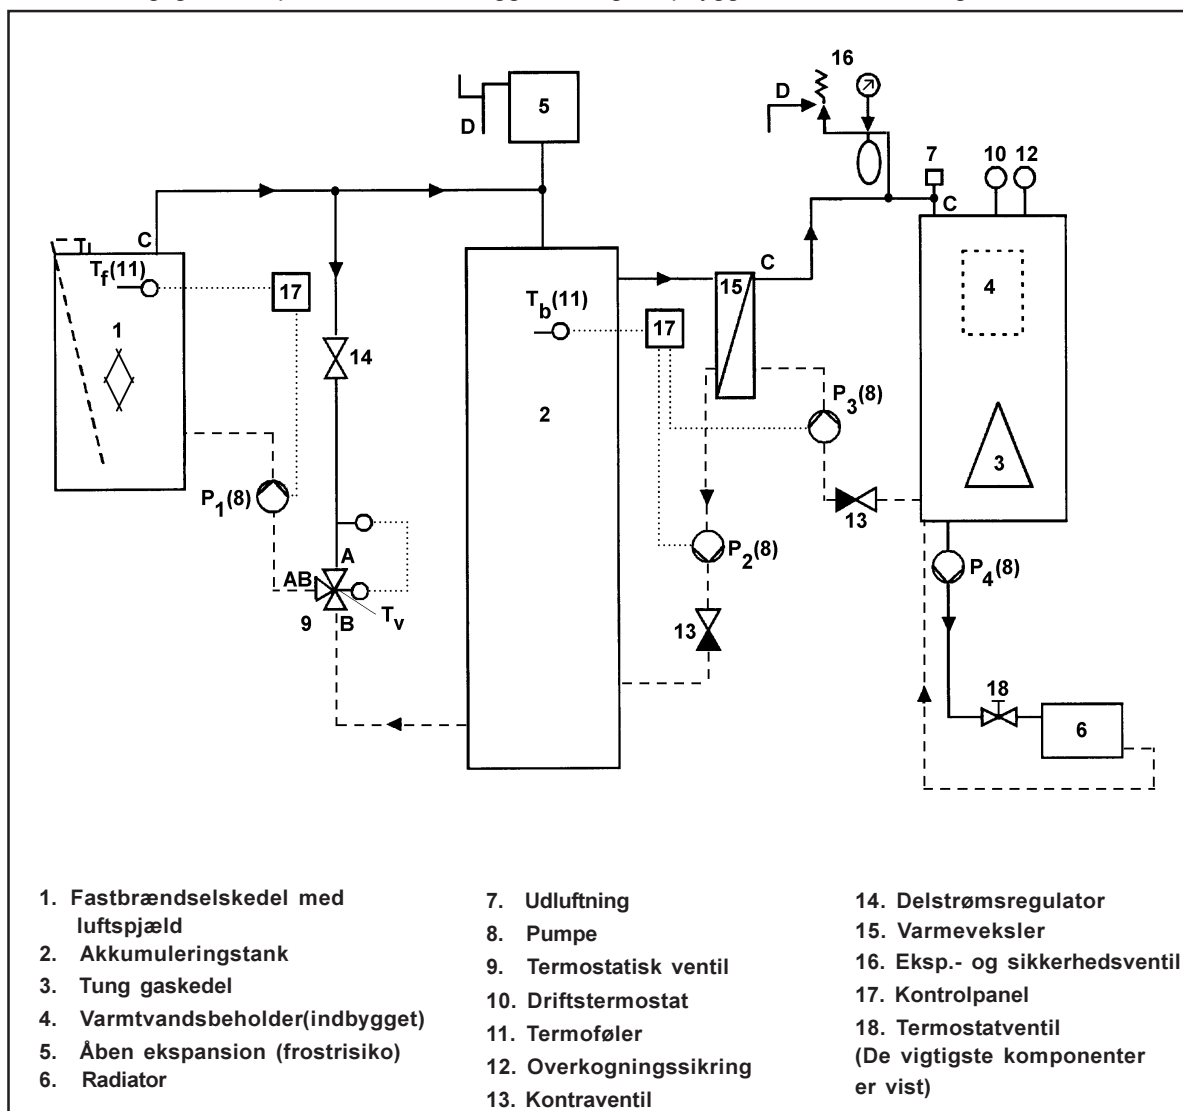 16
D
5
D
7
10
12
C
C
T
T_f(11)
17
1
14
C
15
T_b(11)
17
4
2
P_3(8)
3
P_1(8)
13
A
P_2(8)
P_4(8)
AB
9
B
T_v
13
18
6
1. Fastbrændselskedel med
luftspjæld
2. Akkumuleringstank
3. Tung gaskedel
4. Varmtvandsbeholder(indbygget)
5. Åben ekspansion (frostrisiko)
6. Radiator
7. Udluftning
8. Pumpe
9. Termostatisk ventil
10. Driftstermostat
11. Termoføler
12. Overkogningssikring
13. Kontraventil
14. Delstrømsregulator
15. Varmeveksler
16. Eksp.- og sikkerhedsventil
17. Kontrolpanel
18. Termostatventil
(De vigtigste komponenter
er vist)